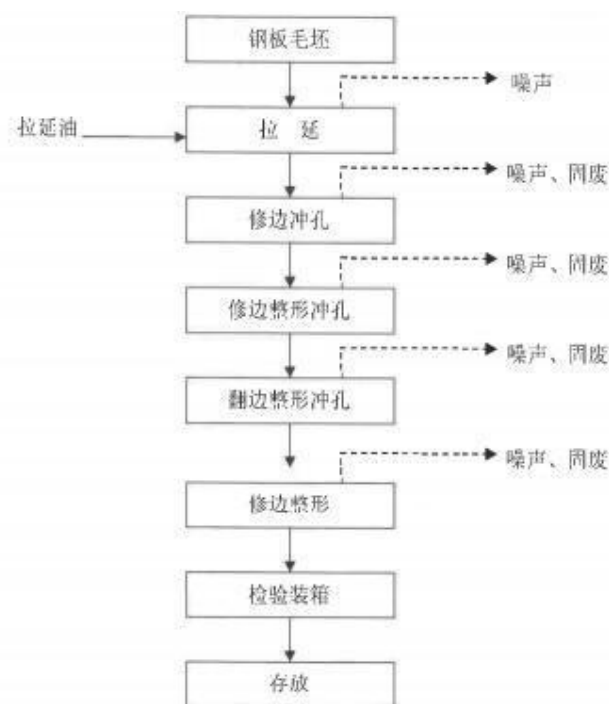 钢板毛坯
噪声
拉延油
拉 延
噪声、固废
修边冲孔
噪声、固废
修边整形冲孔
噪声、固废
翻边整形冲孔
噪声、固废
修边整形
检验装箱
存放